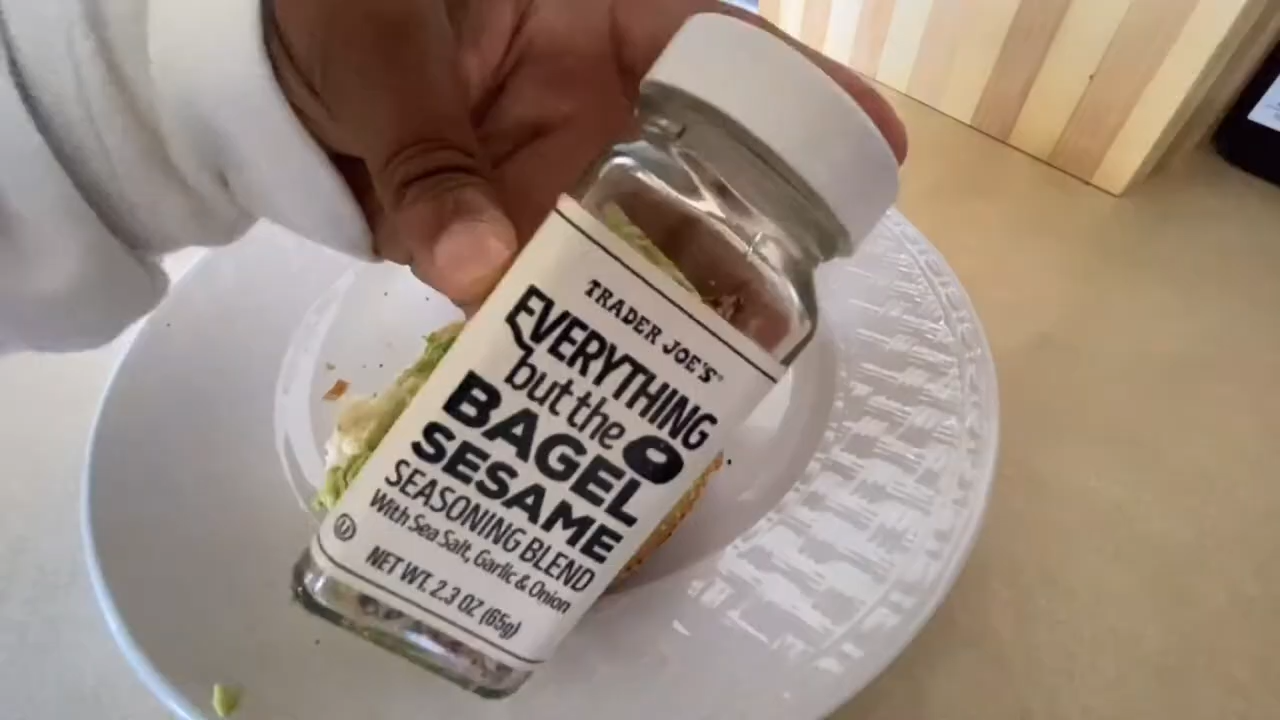 TRADER JOE'S®
EVERYTHING
but the
BAGEL
SESAME
SEASONING BLEND
With Sea Salt, Garlic & Onion
U
NET WT. 2.3 OZ (65g)